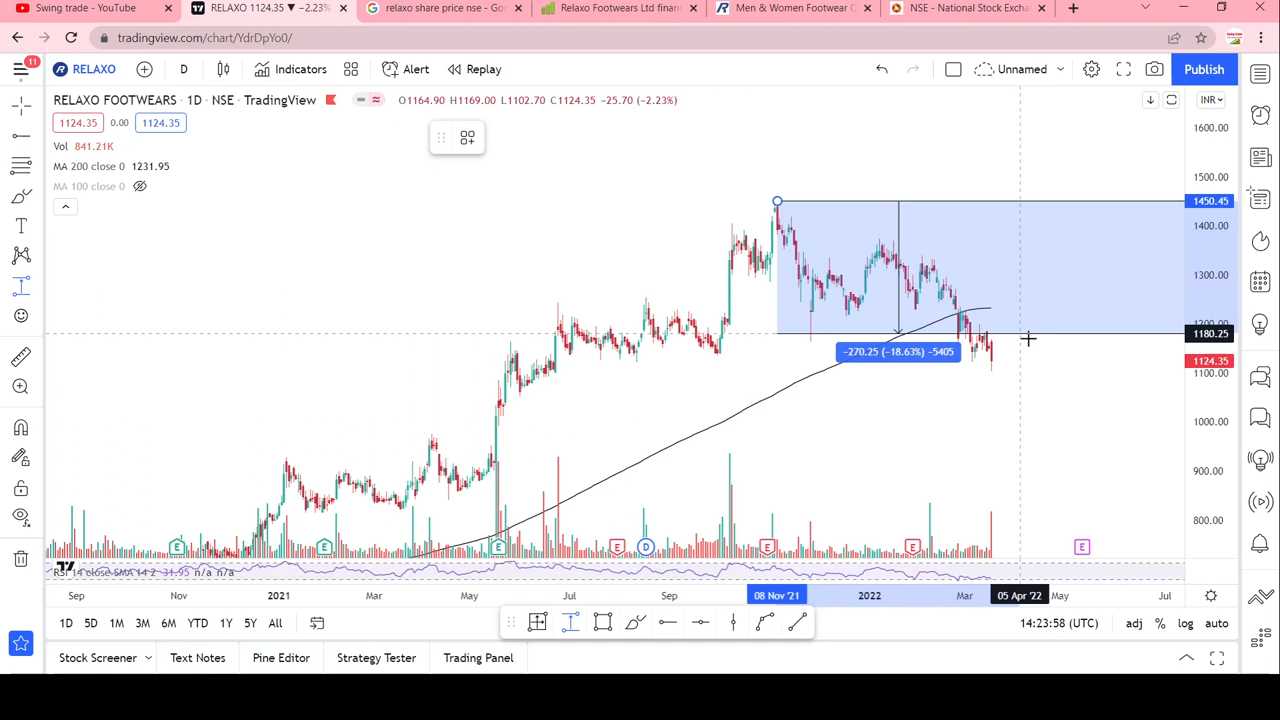 Swing trade - YouTube
RELAXO 1124.35 ▼ −2.23%
relaxo share price nse - Goo
Relaxo Footwears Ltd finan
Men & Women Footwear C
NSE - National Stock Excha
tradingview.com/chart/YdrDpYo0/
11
RELAXO
D
Indicators
Alert
Replay
Unnamed
Publish
RELAXO FOOTWEARS · 1D · NSE · TradingView
O1164.90 H1169.00 L1102.70 C1124.35 −25.70 (−2.23%)
INR
1124.35
0.00
1124.35
Vol 841.21K
MA 200 close 0 1231.95
MA 100 close 0
1600.00
1500.00
1450.45
1400.00
1300.00
1200.00
1180.25
1124.35
1100.00
1000.00
900.00
800.00
−270.25 (−18.63%) −5405
E
E
E
E
D
E
E
E
RSI 14 close SMA 14 2 31.95 n/a n/a
Sep
Nov
2021
Mar
May
Jul
Sep
08 Nov '21
2022
Mar
05 Apr '22
May
Jul
1D
5D
1M
3M
6M
YTD
1Y
5Y
All
14:23:58 (UTC)
adj
%
log
auto
Stock Screener
Text Notes
Pine Editor
Strategy Tester
Trading Panel